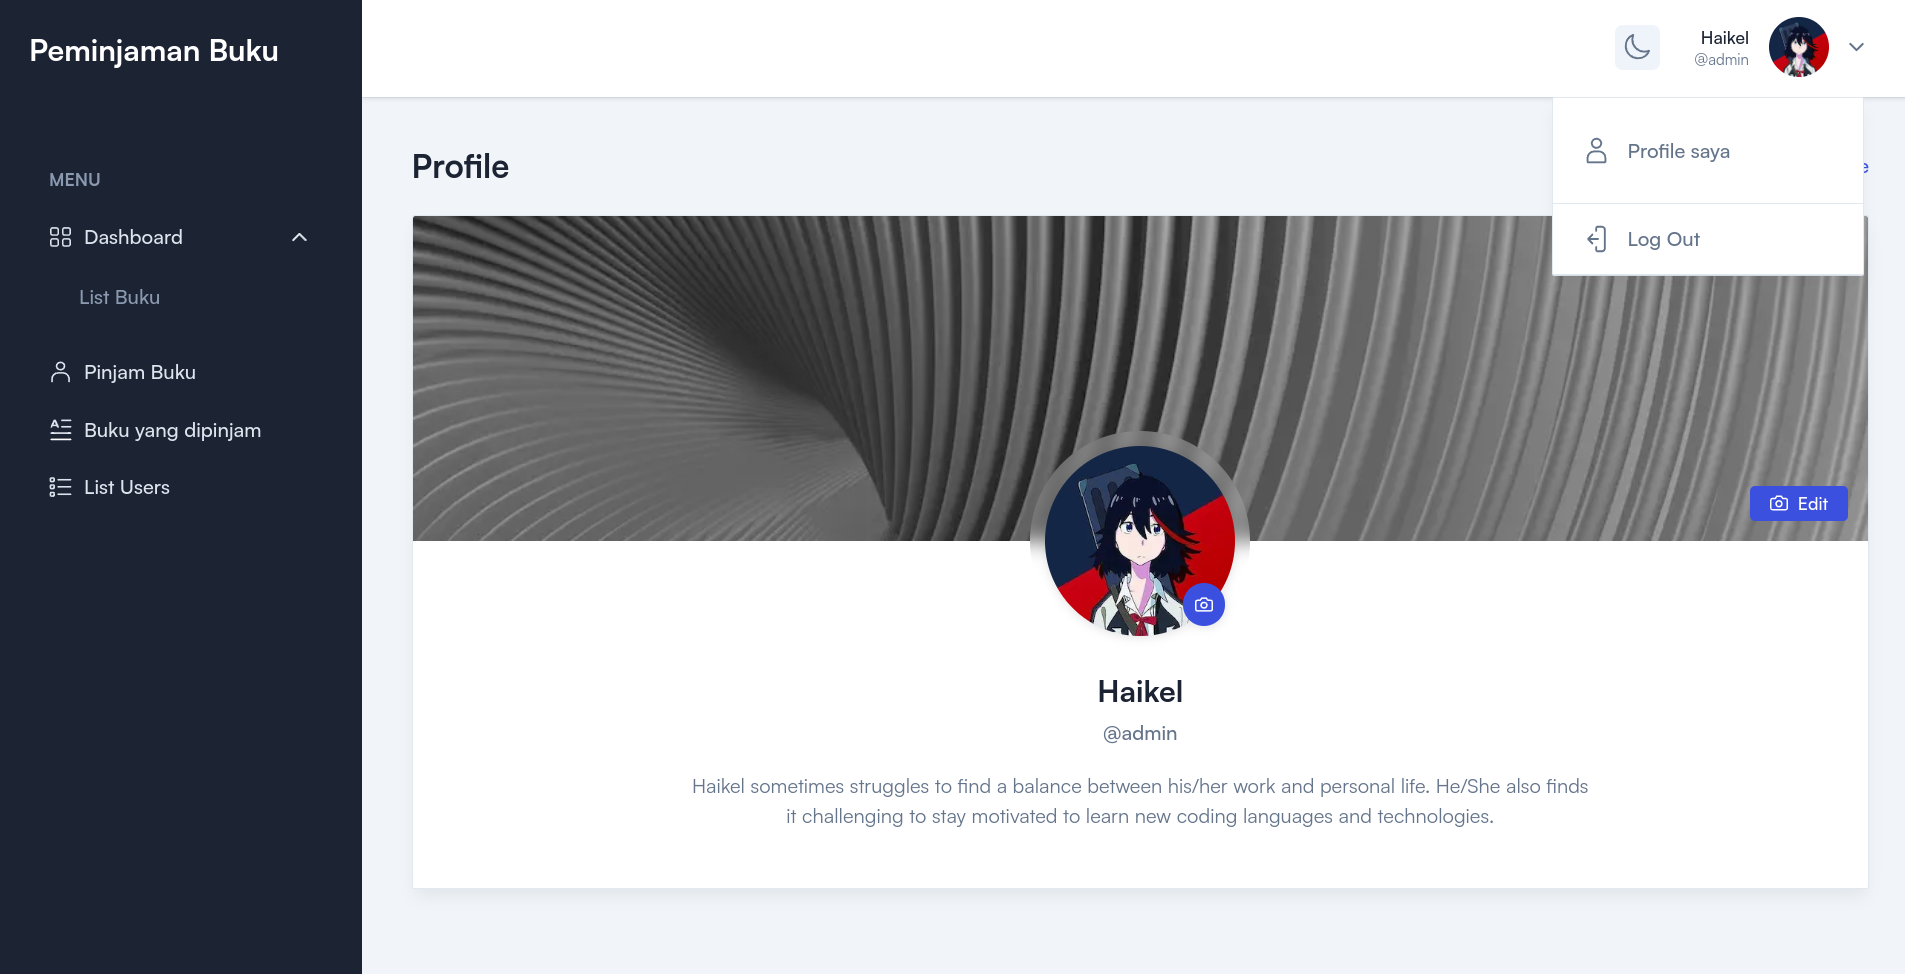 Peminjaman Buku
MENU
Dashboard
List Buku
Pinjam Buku
Buku yang dipinjam
List Users
Haikel
@admin
Profile saya
Log Out
Profile
Edit
Haikel
@admin
Haikel sometimes struggles to find a balance between his/her work and personal life. He/She also finds
it challenging to stay motivated to learn new coding languages and technologies.